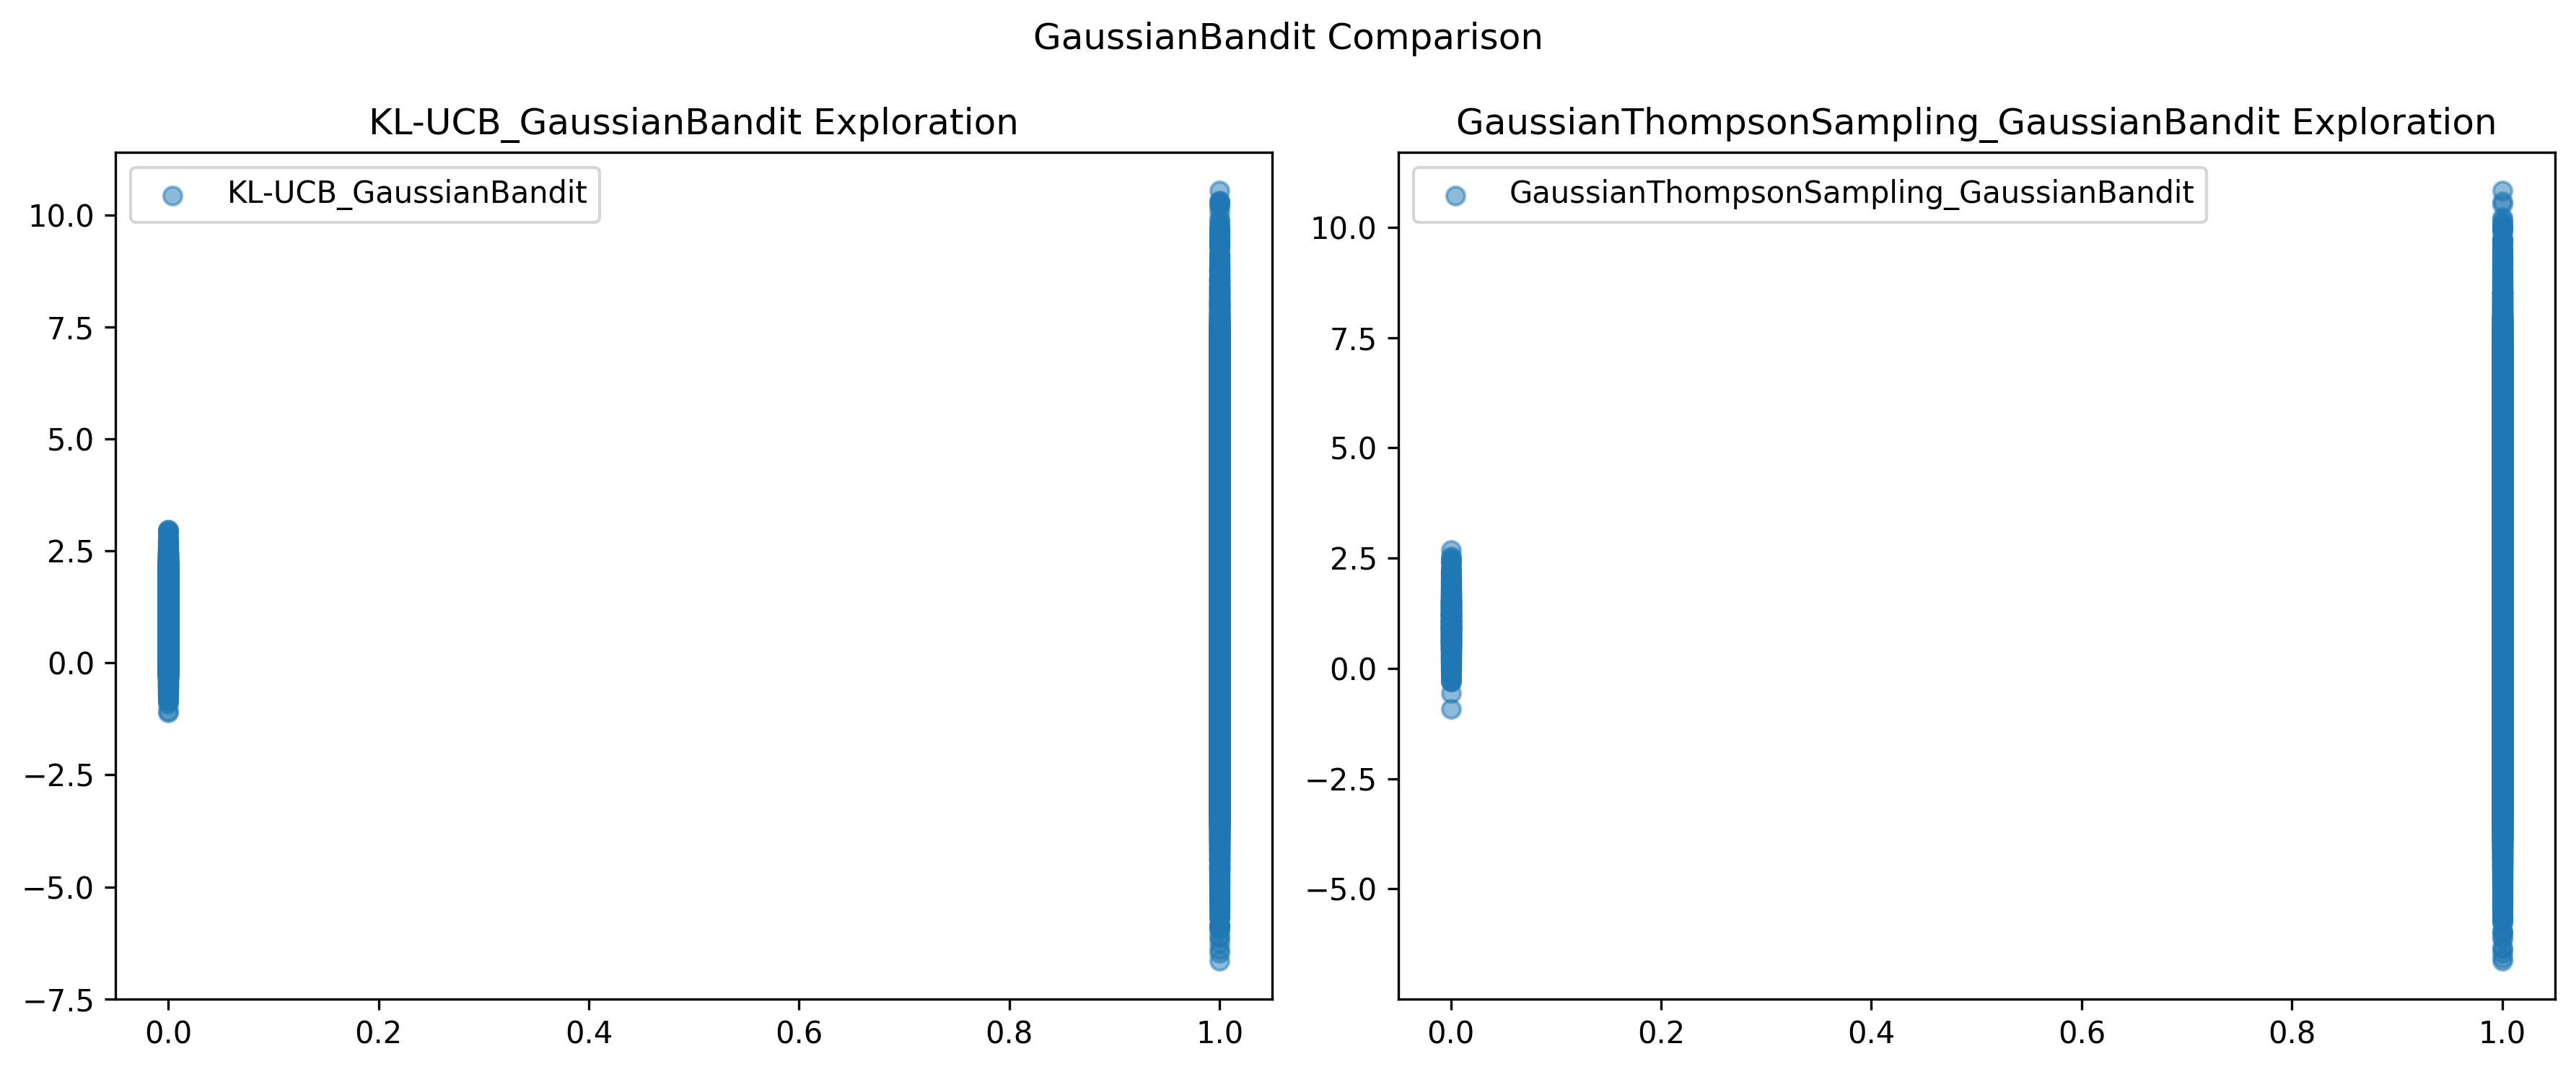 GaussianBandit Comparison
KL-UCB_GaussianBandit Exploration
KL-UCB_GaussianBandit
10.0
7.5
5.0
2.5
0.0
−2.5
−5.0
−7.5
0.0 0.2 0.4 0.6 0.8 1.0
GaussianThompsonSampling_GaussianBandit Exploration
GaussianThompsonSampling_GaussianBandit
10.0
7.5
5.0
2.5
0.0
−2.5
−5.0
0.0 0.2 0.4 0.6 0.8 1.0